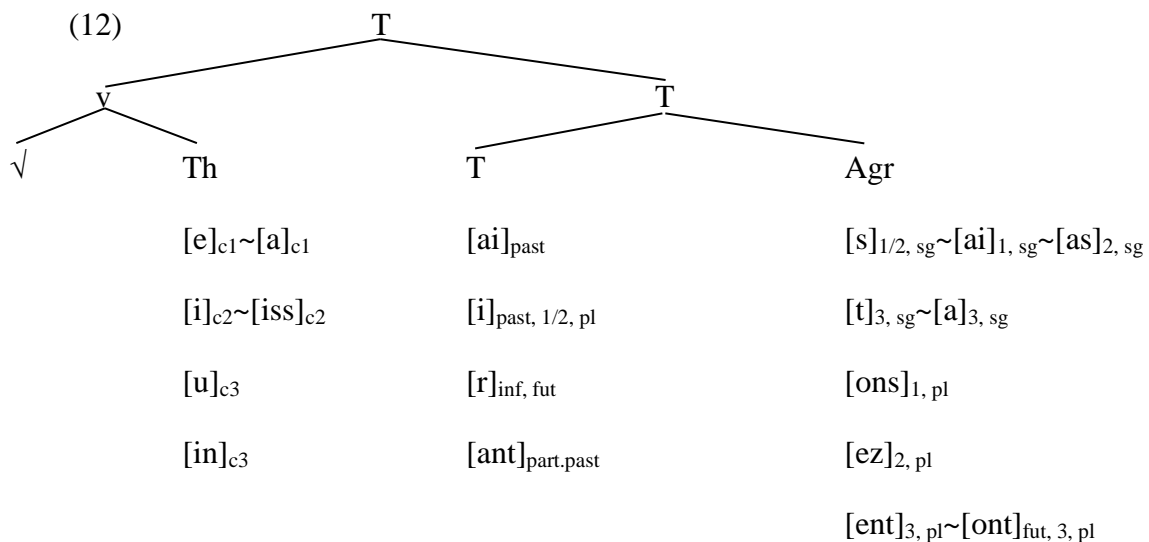 (12) T
v T
√ Th T Agr
[e]c1~[a]c1 [ai]past [s]1/2, sg~[ai]1, sg~[as]2, sg
[i]c2~[iss]c2 [i]past, 1/2, pl [t]3, sg~[a]3, sg
[u]c3 [r]inf, fut [ons]1, pl
[in]c3 [ant]part.past [ez]2, pl
[ent]3, pl~[ont]fut, 3, pl